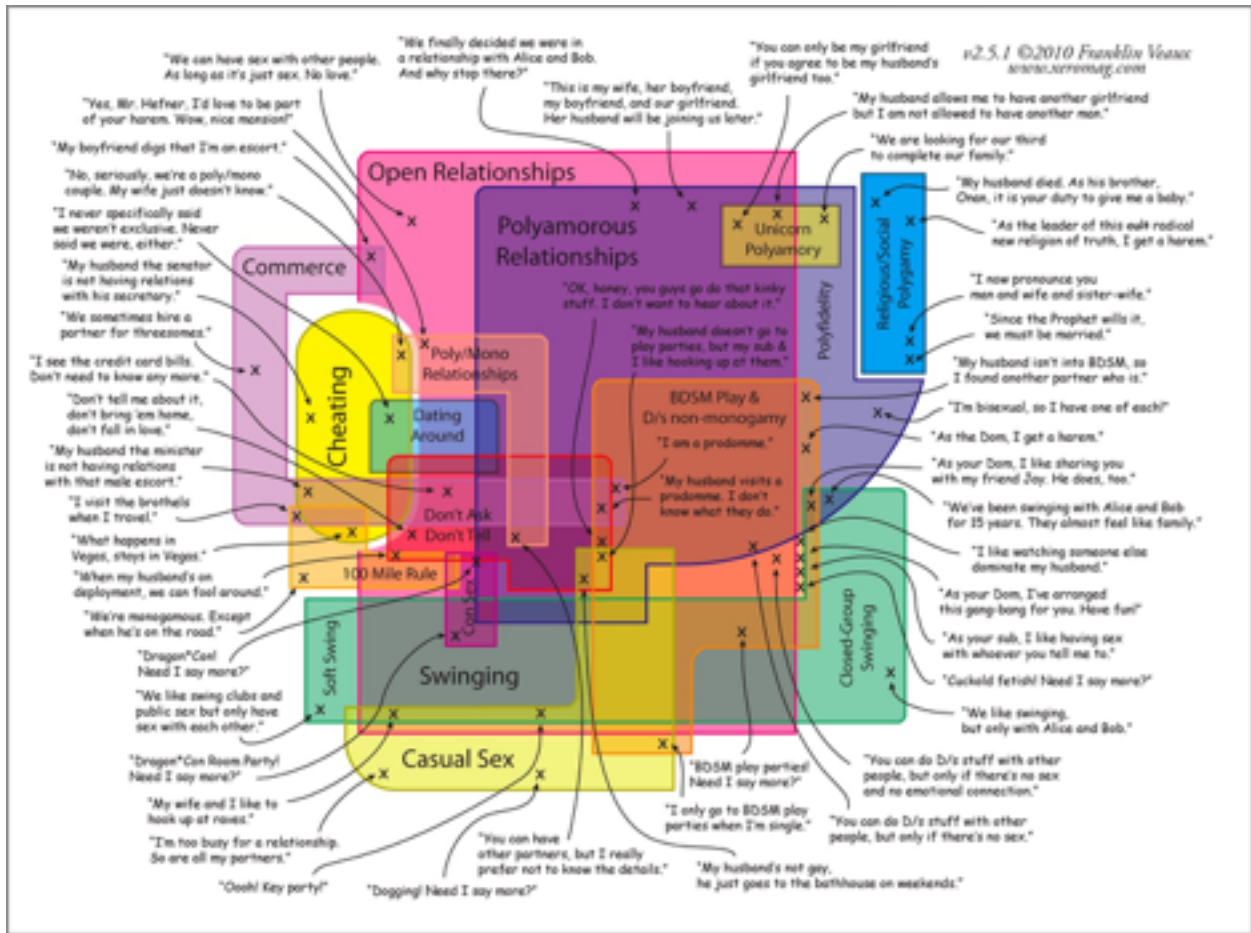 "We can have sex with other people.
As long as it's just sex. No love."
"We finally decided we were in
a relationship with Alice and Bob.
And why stop there?"
"You can only be my girlfriend
if you agree to be my husband's
girlfriend too."
v2.5.1 ©2010 Franklin Veaux
www.xeromag.com
"Yes, Mr. Hefner, I'd love to be part
of your harem. Wow, nice mansion!"
"This is my wife, her boyfriend,
my boyfriend, and our girlfriend.
Her husband will be joining us later."
"My husband allows me to have another girlfriend
but I am not allowed to have another man."
"My boyfriend digs that I'm an escort."
"We are looking for our third
to complete our family."
"No, seriously, we're a poly/mono
couple. My wife just doesn't know."
"I never specifically said
we weren't exclusive. Never
said we were, either."
"My husband the senator
is not having relations
with his secretary."
"We sometimes hire a
partner for threesomes."
"I see the credit card bills.
Don't need to know any more."
"Don't tell me about it,
don't bring 'em home,
don't fall in love."
"My husband the minister
is not having relations
with that male escort."
"I visit the brothels
when I travel."
"What happens in
Vegas, stays in Vegas."
"When my husband's on
deployment, we can fool around."
"We're monogamous. Except
when he's on the road."
"Dragon*Con!
Need I say more?"
"We like swing clubs and
public sex but only have
sex with each other."
"Dragon*Con Room Party!
Need I say more?"
"My wife and I like to
hook up at raves."
"I'm too busy for a relationship.
So are all my partners."
"Oooh! Key party!"
Open Relationships
Polyamorous
Relationships
Unicorn
Polyamory
Polyfidelity
Religious/Social
Polygamy
Commerce
Cheating
Poly/Mono
Relationships
Dating
Around
"OK, honey, you guys go do that kinky
stuff. I don't want to hear about it."
"My husband doesn't go to
play parties, but my sub &
I like hooking up at them."
BDSM Play &
D/s non-monogamy
"I am a prodomme."
"My husband visits a
prodomme. I don't
know what they do."
Don't Ask
Don't Tell
100 Mile Rule
Con Sex
Soft Swing
Swinging
Closed-Group
Swinging
Casual Sex
"My husband died. As his brother,
Onan, it is your duty to give me a baby."
"As the leader of this cult radical
new religion of truth, I get a harem."
"I now pronounce you
man and wife and sister-wife."
"Since the Prophet wills it,
we must be married."
"My husband isn't into BDSM, so
I found another partner who is."
"I'm bisexual, so I have one of each!"
"As the Dom, I get a harem."
"As your Dom, I like sharing you
with my friend Jay. He does, too."
"We've been swinging with Alice and Bob
for 15 years. They almost feel like family."
"I like watching someone else
dominate my husband."
"As your Dom, I've arranged
this gang-bang for you. Have fun!"
"As your sub, I like having sex
with whoever you tell me to."
"Cuckold fetish! Need I say more?"
"We like swinging,
but only with Alice and Bob."
"You can do D/s stuff with other
people, but only if there's no sex
and no emotional connection."
"You can do D/s stuff with other
people, but only if there's no sex."
"BDSM play parties!
Need I say more?"
"I only go to BDSM play
parties when I'm single."
"You can have
other partners, but I really
prefer not to know the details."
"My husband's not gay,
he just goes to the bathhouse on weekends."
"Dogging! Need I say more?"